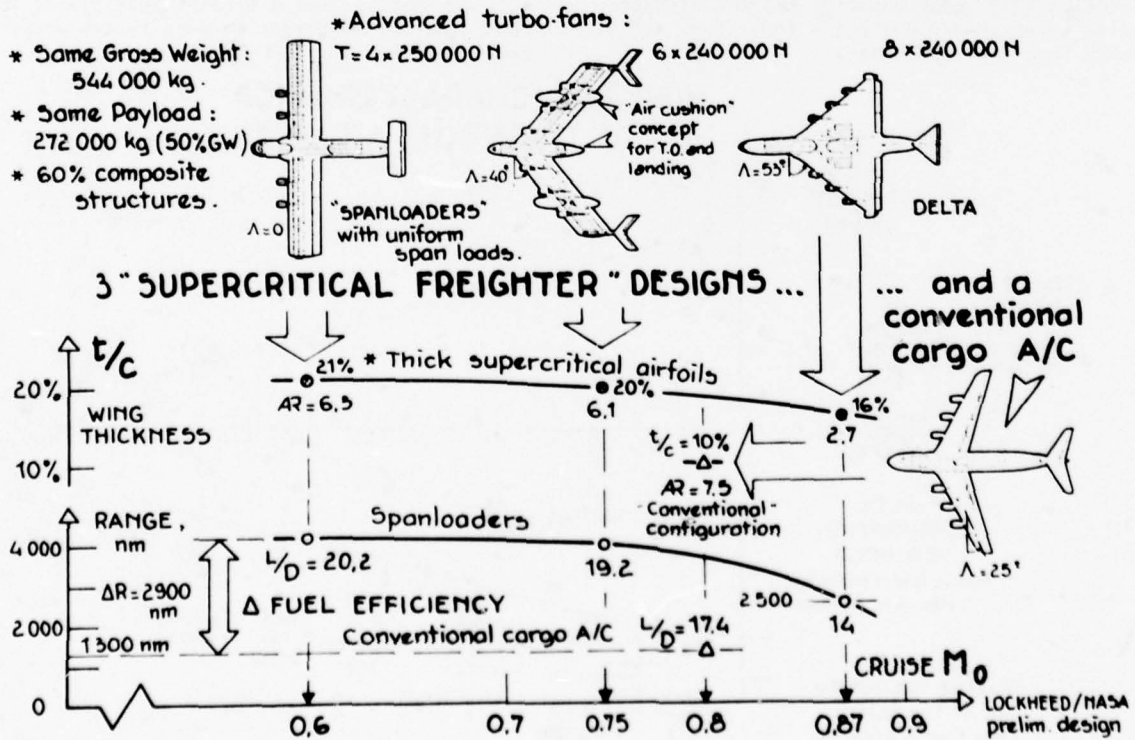 * Same Gross Weight:
544 000 kg.
* Same Payload:
272 000 kg (50% GW)
* 60% composite
structures.
* Advanced turbo-fans:
T = 4 x 250 000 N
6 x 240 000 N
8 x 240 000 N
Λ=0
"SPANLOADERS"
with uniform
span loads.
Λ=40°
"Air cushion"
concept
for T.O. and
landing
Λ=55°
DELTA
3 "SUPERCRITICAL FREIGHTER" DESIGNS...
... and a
conventional
cargo A/C
t/c
20%
WING
THICKNESS
10%
21%
* Thick supercritical airfoils
AR = 6,5
20%
6.1
16%
2.7
t/c = 10%
AR = 7.5
"Conventional"
configuration
Λ=25°
RANGE,
nm
4 000
ΔR = 2900
nm
2 000
1 300 nm
0
Spanloaders
L/D = 20,2
19.2
Δ FUEL EFFICIENCY
Conventional cargo A/C
L/D = 17.4
2 500
14
CRUISE M₀
0,6
0.7
0.75
0.8
0,87
0.9
LOCKHEED/NASA
prelim. design